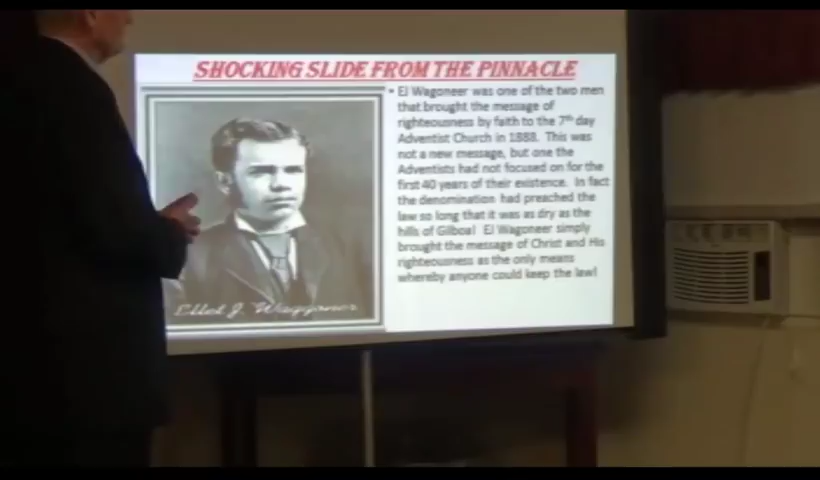 SHOCKING SLIDE FROM THE PINNACLE
• EJ Wagoneer was one of the two men
that brought the message of
righteousness by faith to the 7th day
Adventist Church in 1888. This was
not a new message, but one the
Adventists had not focused on for the
first 40 years of their existence. In fact
the denomination had preached the
law so long that it was as dry as the
hills of Gilboa! EJ Wagoneer simply
brought the message of Christ and His
righteousness as the only means
whereby anyone could keep the law!
Ellet J. Waggoner